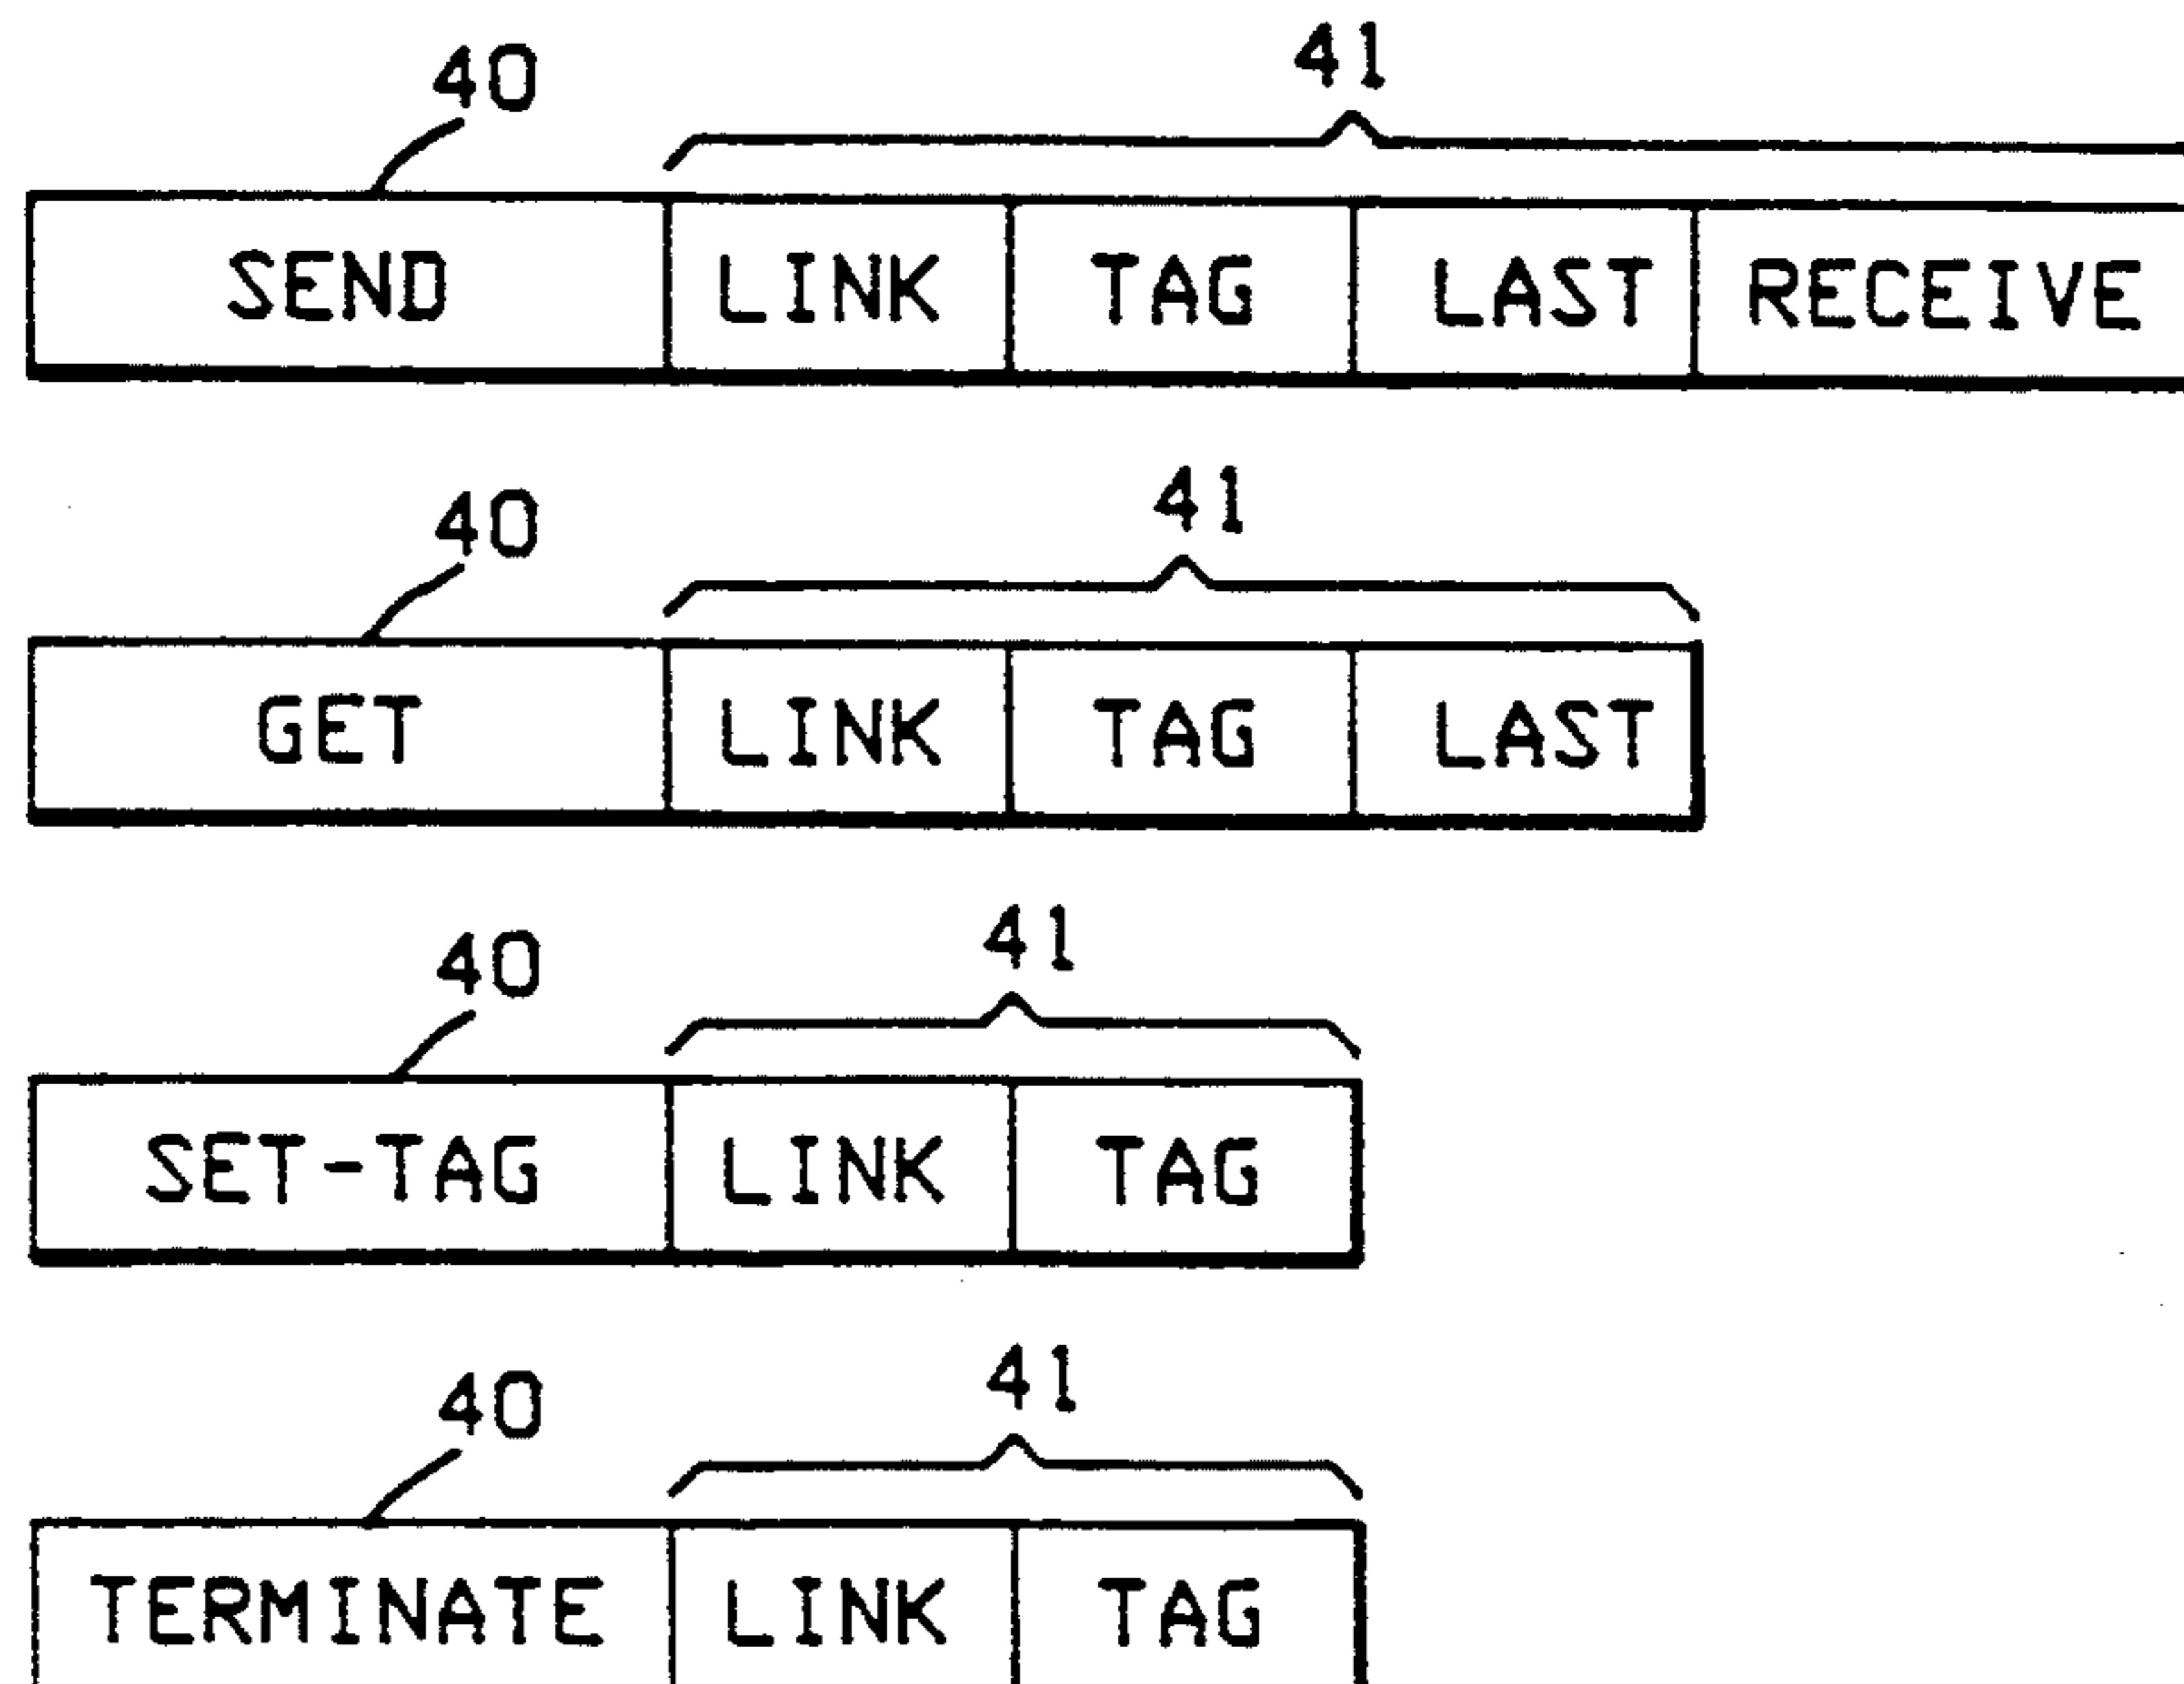 40 41
SEND LINK TAG LAST RECEIVE
40 41
GET LINK TAG LAST
40 41
SET-TAG LINK TAG
40 41
TERMINATE LINK TAG